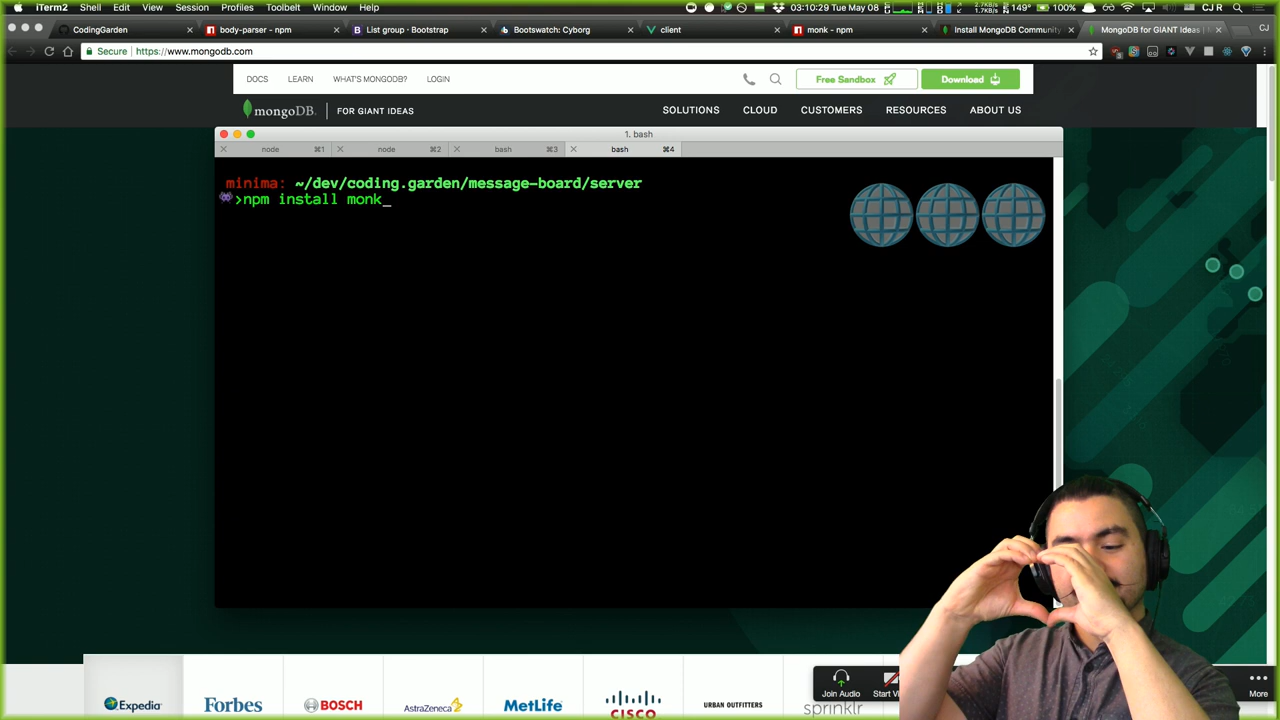 iTerm2 Shell Edit View Session Profiles Toolbelt Window Help 149° 100% 03:10:29 Tue May 08 CJ R
CodingGarden body-parser - npm List group · Bootstrap Bootswatch: Cyborg client monk - npm Install MongoDB Community MongoDB for GIANT Ideas | CJ
Secure https://www.mongodb.com
DOCS LEARN WHAT'S MONGODB? LOGIN Free Sandbox Download
mongoDB. FOR GIANT IDEAS SOLUTIONS CLOUD CUSTOMERS RESOURCES ABOUT US
1. bash
node ⌘1 node ⌘2 bash ⌘3 bash ⌘4
minima: ~/dev/coding.garden/message-board/server
>npm install monk_
Join Audio Start More
Expedia Forbes BOSCH AstraZeneca MetLife CISCO URBAN OUTFITTERS sprinklr